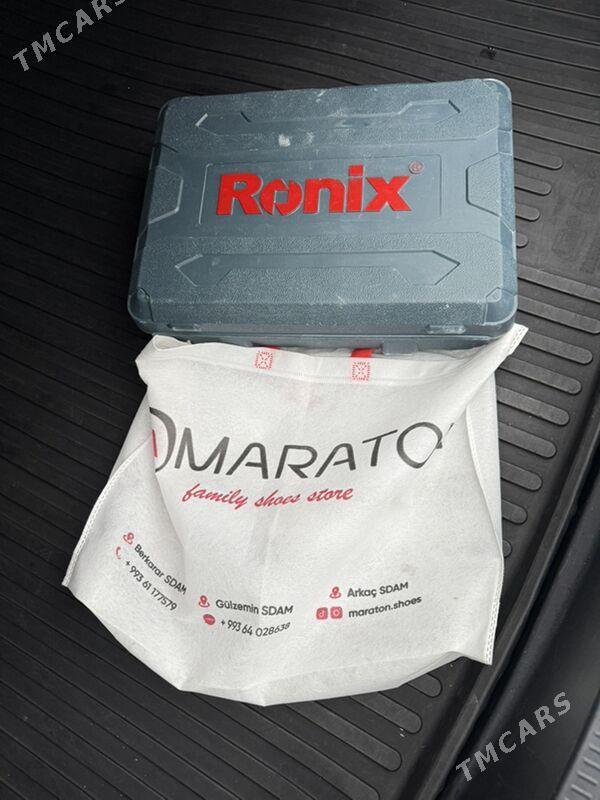 TMCARS
Ronix®
MARATO
family shoes store
Berkarar SDAM
+ 993 61 177579
Gülzemin SDAM
+ 993 64 028638
Arkaç SDAM
maraton.shoes
TMCARS